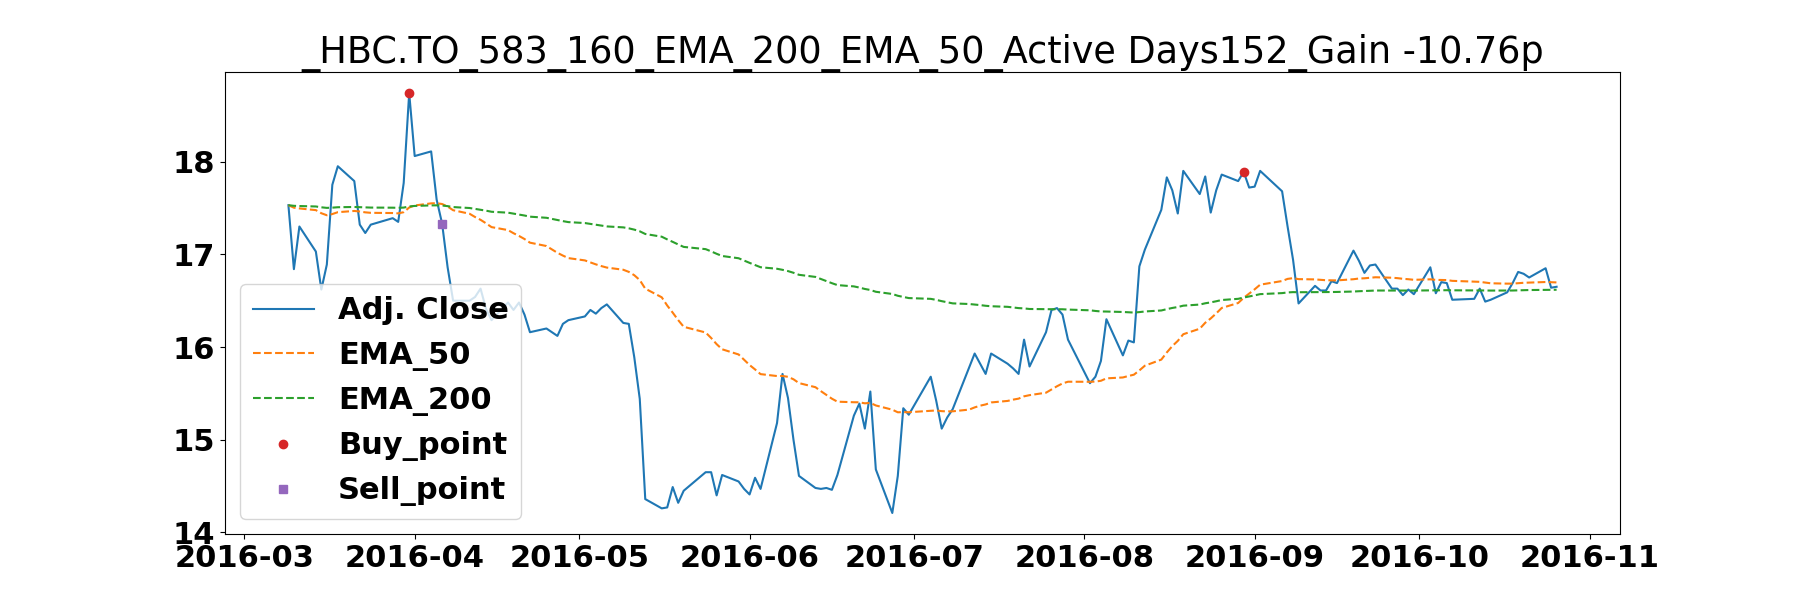 _HBC.TO_583_160_EMA_200_EMA_50_Active Days152_Gain -10.76p
18
17
16
15
14
Adj. Close
EMA_50
EMA_200
Buy_point
Sell_point
2016-03 2016-04 2016-05 2016-06 2016-07 2016-08 2016-09 2016-10 2016-11